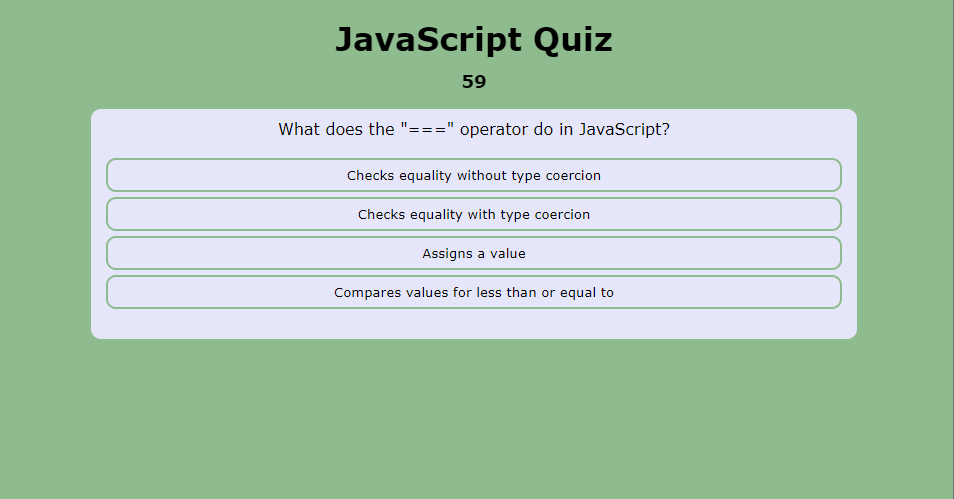 JavaScript Quiz
59
What does the "===" operator do in JavaScript?
Checks equality without type coercion
Checks equality with type coercion
Assigns a value
Compares values for less than or equal to